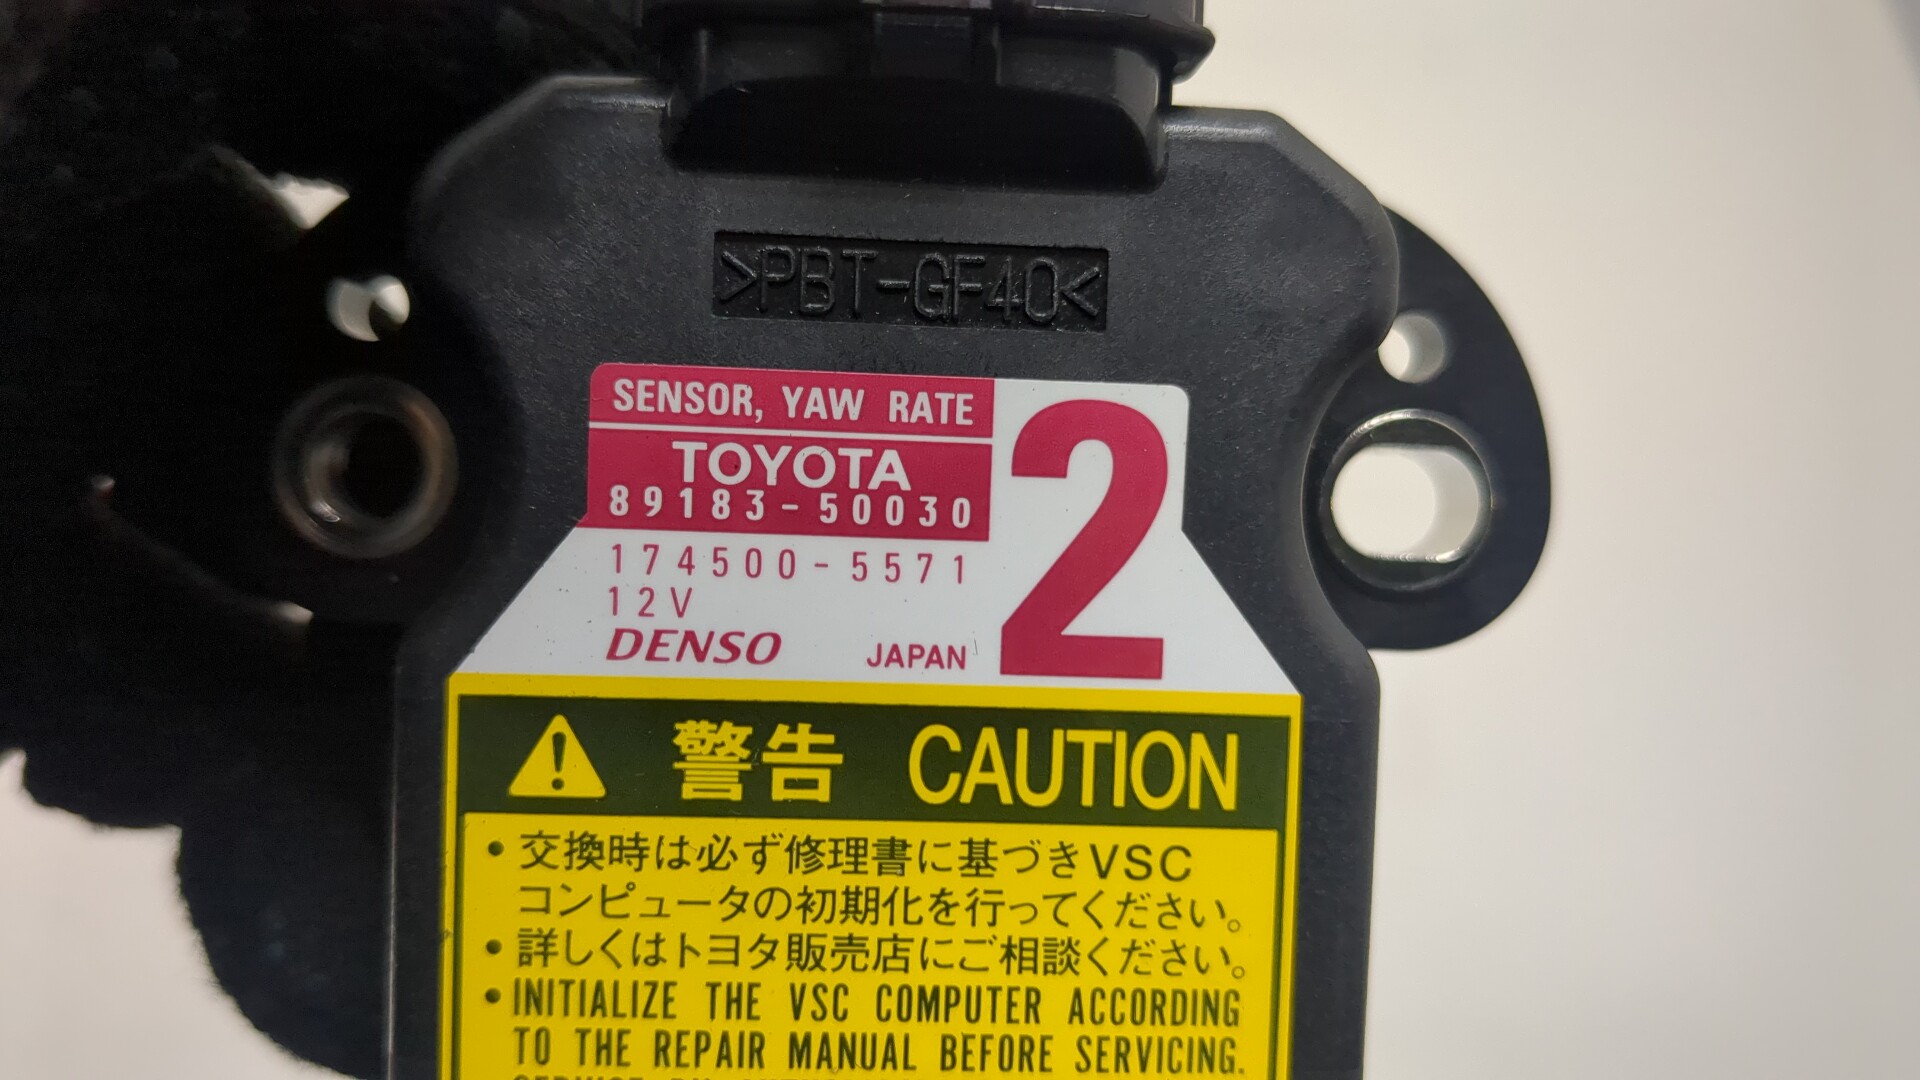 >PBT-GF40<
SENSOR, YAW RATE
TOYOTA
89183-50030
2
174500-5571
12V
DENSO JAPAN
警告 CAUTION
・交換時は必ず修理書に基づきVSC
コンピュータの初期化を行ってください。
・詳しくはトヨタ販売店にご相談ください。
・INITIALIZE THE VSC COMPUTER ACCORDING
TO THE REPAIR MANUAL BEFORE SERVICING.